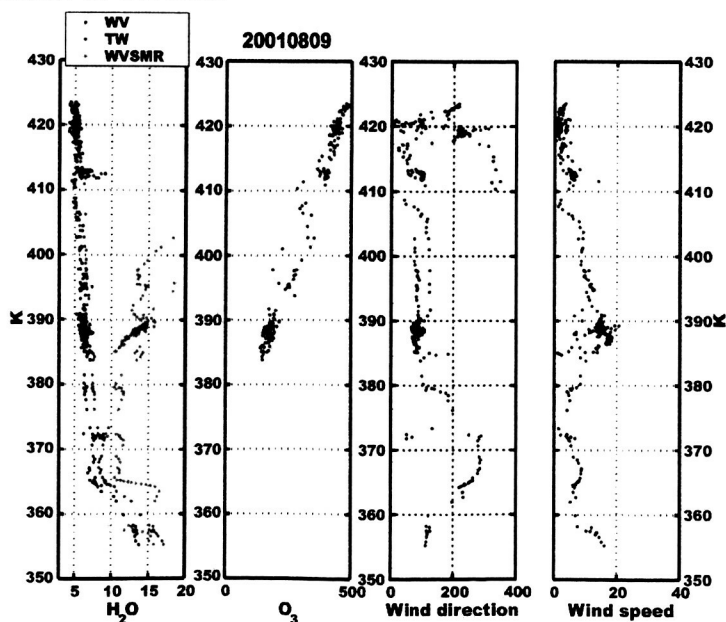 WV
TW
WVSMR
20010809
430 430 430 430
420 420 420 420
410 410 410 410
400 400 400 400
K 390 390 390 390 K
380 380 380 380
370 370 370 370
360 360 360 360
350 350 350 350
5 10 15 20 0 500 0 200 400 0 20 40
H2O O3 Wind direction Wind speed